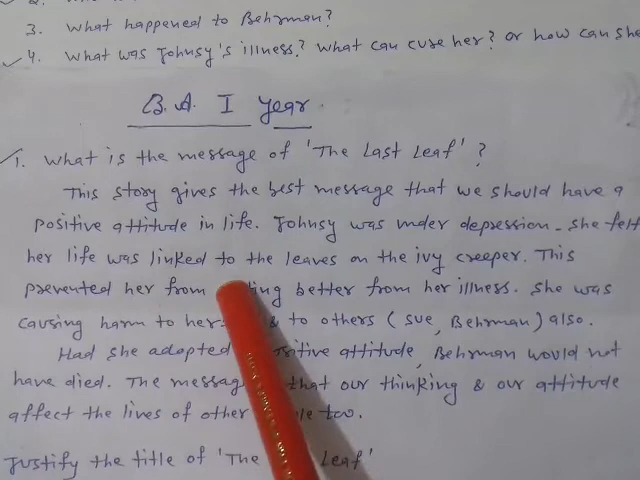 3. What happened to Behrman?
4. What was Johnsy's illness? What can cure her? or how can she
B.A. I Year
1. What is the message of 'The Last Leaf'?
This story gives the best message that we should have a
positive attitude in life. Johnsy was under depression. She felt
her life was linked to the leaves on the ivy creeper. This
prevented her from better from her illness. She was
causing harm to & to others (Sue, Behrman) also.
Had she adopted attitude, Behrman would not
have died. The message that our thinking & our attitude
affect the lives of other too.
Justify the title of 'The Leaf'